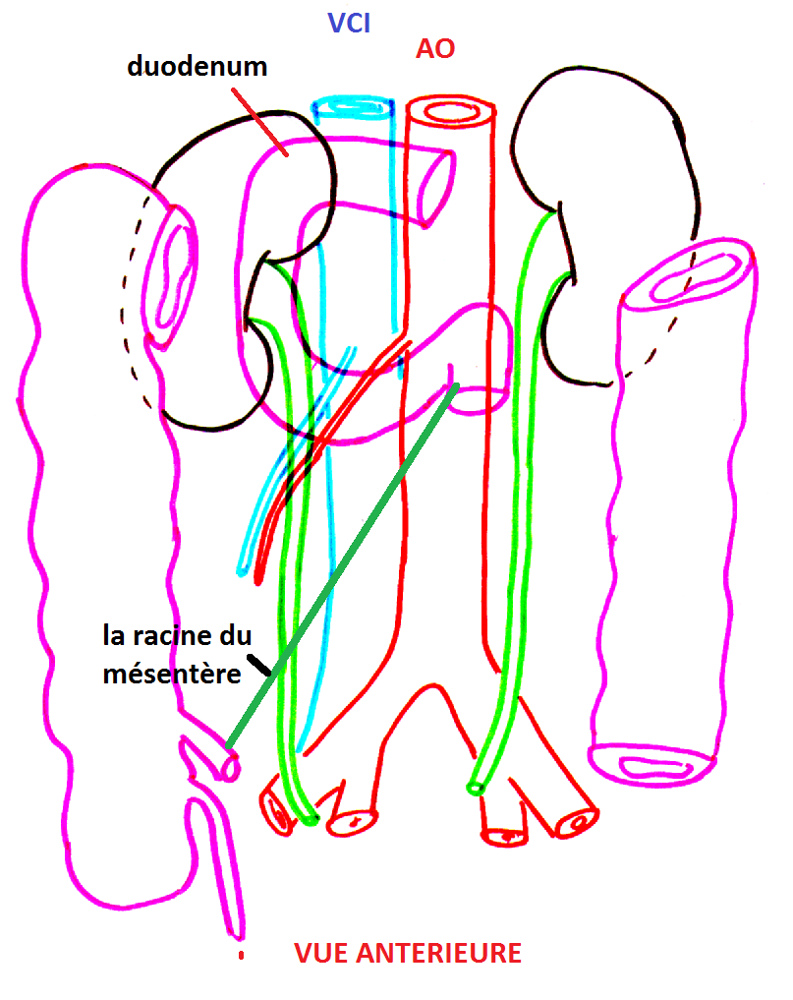 VCI
AO
duodenum
la racine du
mésentère
VUE ANTERIEURE